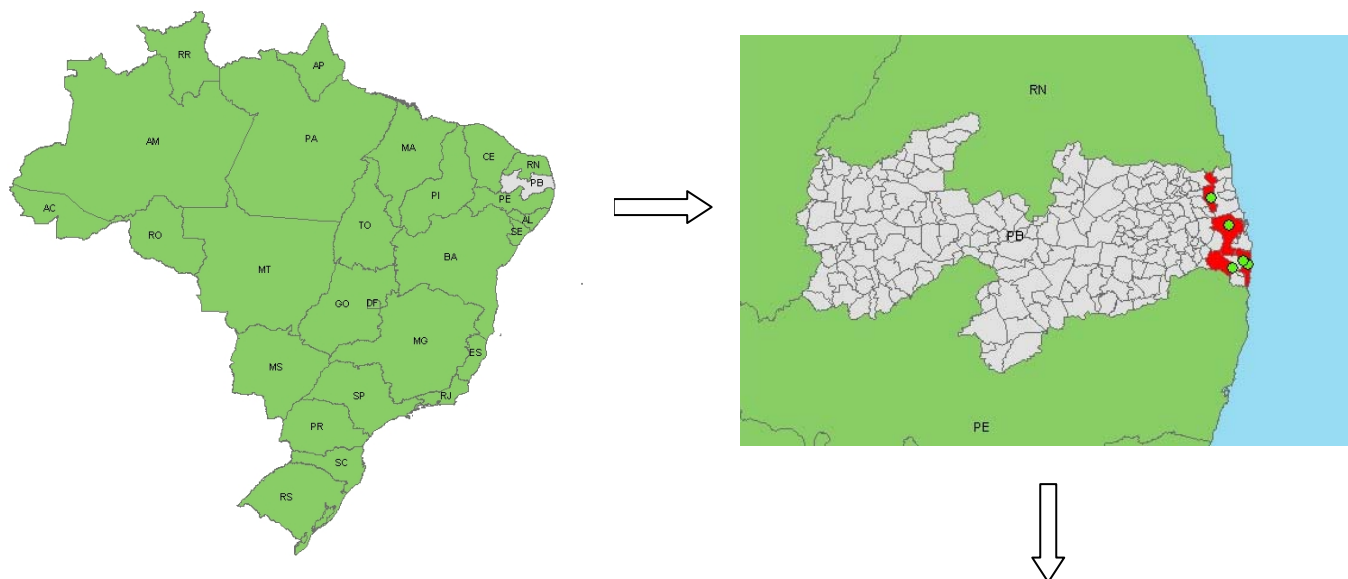 RR
AP
AM
PA
MA
CE
RN
PB
PI
PE
AL
SE
AC
RO
TO
BA
MT
GO
DF
MG
ES
MS
SP
RJ
PR
SC
RS
RN
PB
PE